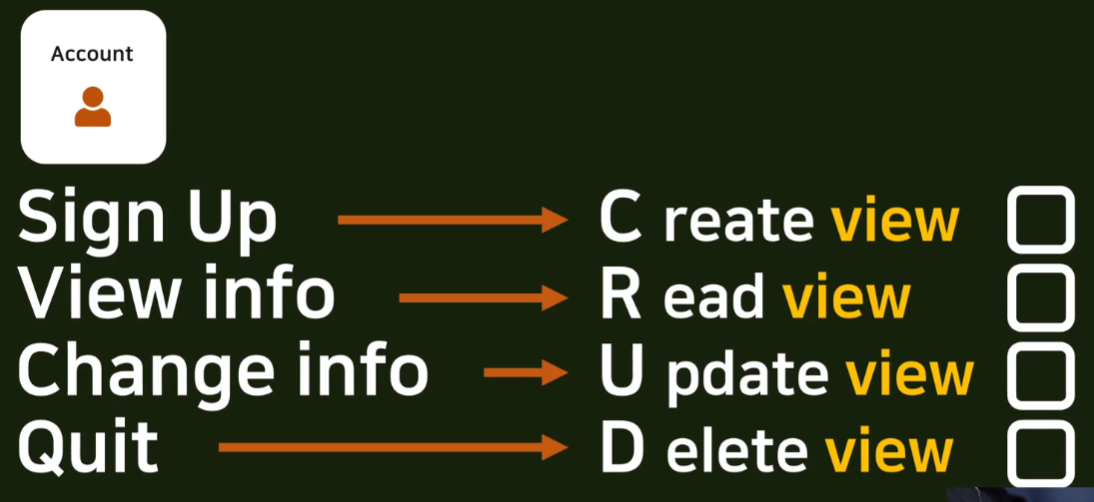 Account
Sign Up C reate view
View info R ead view
Change info U pdate view
Quit D elete view